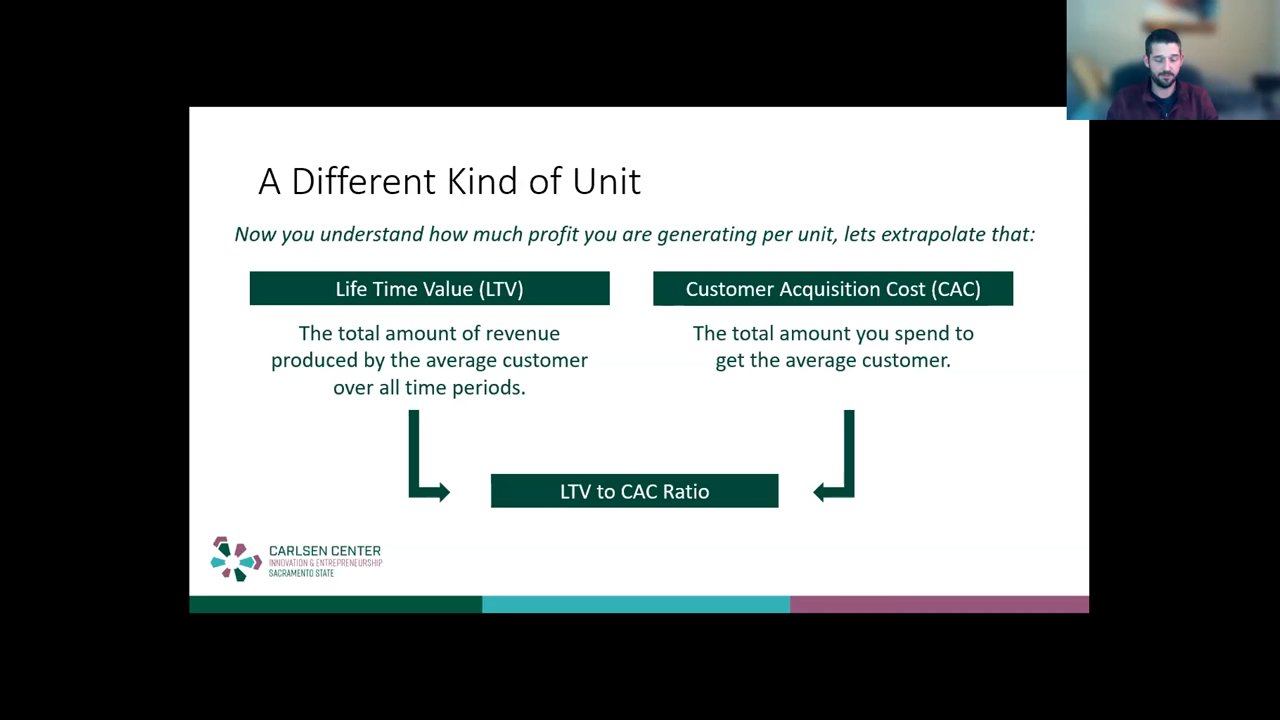 A Different Kind of Unit
Now you understand how much profit you are generating per unit, lets extrapolate that:
Life Time Value (LTV)
The total amount of revenue
produced by the average customer
over all time periods.
Customer Acquisition Cost (CAC)
The total amount you spend to
get the average customer.
LTV to CAC Ratio
CARLSEN CENTER
INNOVATION & ENTREPRENEURSHIP
SACRAMENTO STATE